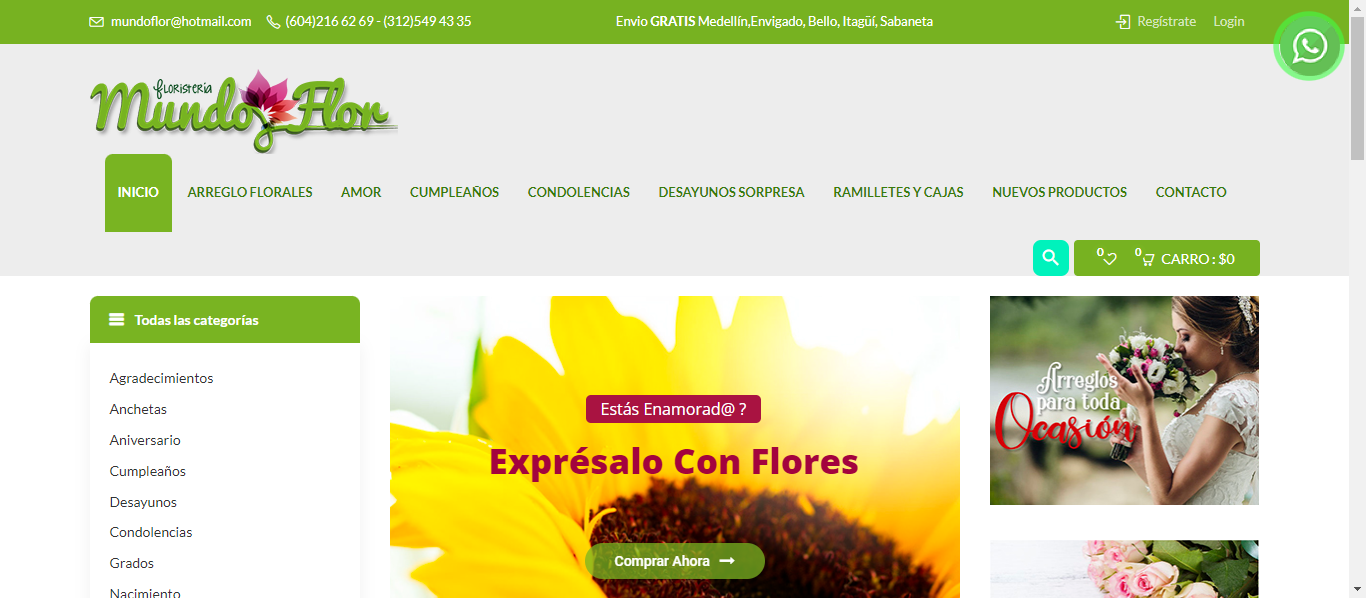 mundoflor@hotmail.com (604)216 62 69 - (312)549 43 35 Envio GRATIS Medellín,Envigado, Bello, Itagüí, Sabaneta Regístrate Login
floristeria
Mundo Flor
INICIO ARREGLO FLORALES AMOR CUMPLEAÑOS CONDOLENCIAS DESAYUNOS SORPRESA RAMILLETES Y CAJAS NUEVOS PRODUCTOS CONTACTO
0 0 CARRO : $0
Todas las categorías
Agradecimientos
Anchetas
Aniversario
Cumpleaños
Desayunos
Condolencias
Grados
Nacimiento
Estás Enamorad@ ?
Exprésalo Con Flores
Comprar Ahora
Arreglos
para toda
Ocasión